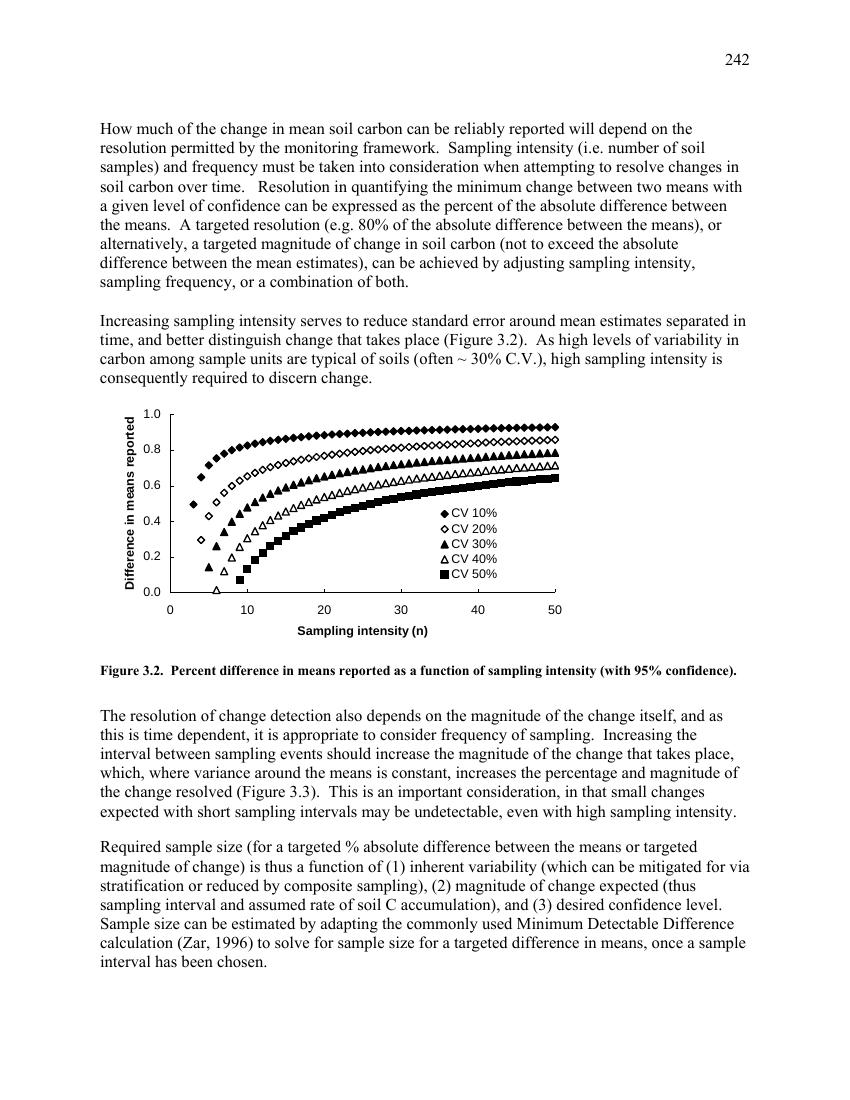 242
How much of the change in mean soil carbon can be reliably reported will depend on the
resolution permitted by the monitoring framework.  Sampling intensity (i.e. number of soil
samples) and frequency must be taken into consideration when attempting to resolve changes in
soil carbon over time.   Resolution in quantifying the minimum change between two means with
a given level of confidence can be expressed as the percent of the absolute difference between
the means.  A targeted resolution (e.g. 80% of the absolute difference between the means), or
alternatively, a targeted magnitude of change in soil carbon (not to exceed the absolute
difference between the mean estimates), can be achieved by adjusting sampling intensity,
sampling frequency, or a combination of both.
Increasing sampling intensity serves to reduce standard error around mean estimates separated in
time, and better distinguish change that takes place (Figure 3.2).  As high levels of variability in
carbon among sample units are typical of soils (often ~ 30% C.V.), high sampling intensity is
consequently required to discern change.
Difference in means reported
1.0
0.8
0.6
0.4
0.2
0.0
CV 10%
CV 20%
CV 30%
CV 40%
CV 50%
0 10 20 30 40 50
Sampling intensity (n)
Figure 3.2.  Percent difference in means reported as a function of sampling intensity (with 95% confidence).
The resolution of change detection also depends on the magnitude of the change itself, and as
this is time dependent, it is appropriate to consider frequency of sampling.  Increasing the
interval between sampling events should increase the magnitude of the change that takes place,
which, where variance around the means is constant, increases the percentage and magnitude of
the change resolved (Figure 3.3).  This is an important consideration, in that small changes
expected with short sampling intervals may be undetectable, even with high sampling intensity.
Required sample size (for a targeted % absolute difference between the means or targeted
magnitude of change) is thus a function of (1) inherent variability (which can be mitigated for via
stratification or reduced by composite sampling), (2) magnitude of change expected (thus
sampling interval and assumed rate of soil C accumulation), and (3) desired confidence level.
Sample size can be estimated by adapting the commonly used Minimum Detectable Difference
calculation (Zar, 1996) to solve for sample size for a targeted difference in means, once a sample
interval has been chosen.